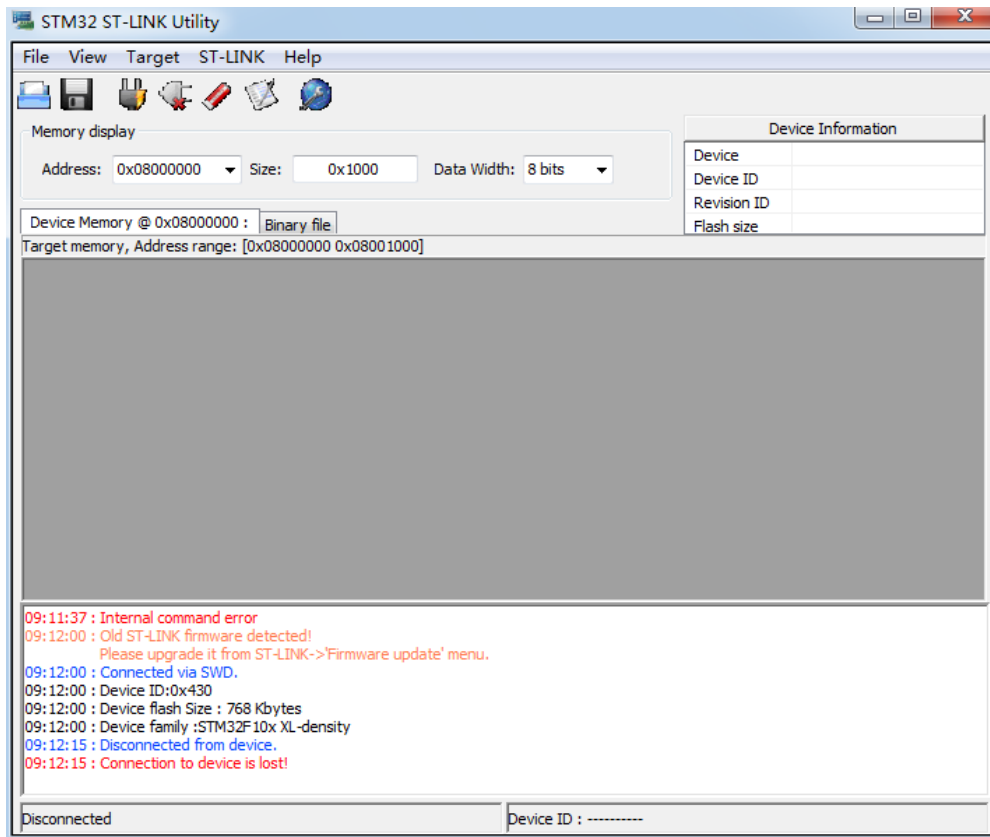 STM32 ST-LINK Utility
File View Target ST-LINK Help
Memory display
Address: 0x08000000 Size: 0x1000 Data Width: 8 bits
Device Information
Device
Device ID
Revision ID
Flash size
Device Memory @ 0x08000000 : Binary file
Target memory, Address range: [0x08000000 0x08001000]
09:11:37 : Internal command error
09:12:00 : Old ST-LINK firmware detected!
Please upgrade it from ST-LINK->'Firmware update' menu.
09:12:00 : Connected via SWD.
09:12:00 : Device ID:0x430
09:12:00 : Device flash Size : 768 Kbytes
09:12:00 : Device family :STM32F10x XL-density
09:12:15 : Disconnected from device.
09:12:15 : Connection to device is lost!
Disconnected Device ID : ----------